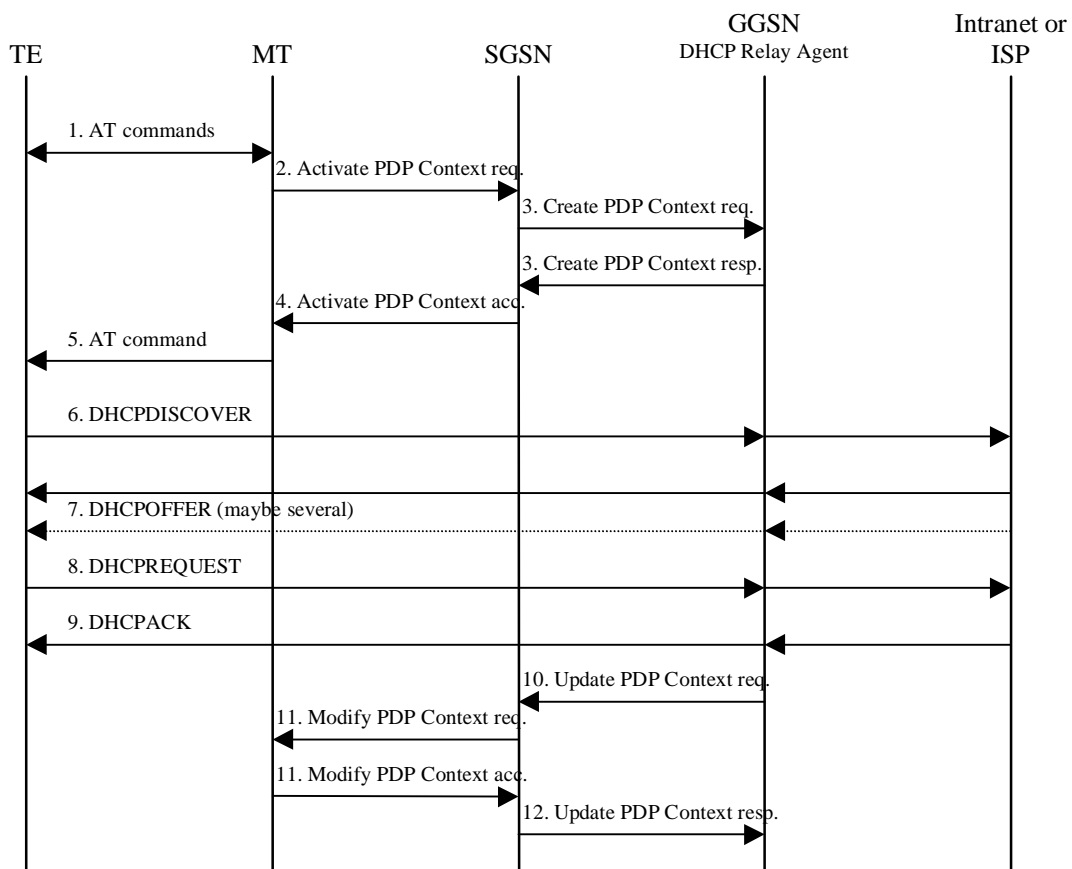 GGSN
Intranet or
TE
MT
SGSN
DHCP Relay Agent
ISP
1. AT commands
2. Activate PDP Context req.
3. Create PDP Context req.
3. Create PDP Context resp.
4. Activate PDP Context acc.
5. AT command
6. DHCPDISCOVER
7. DHCPOFFER (maybe several)
8. DHCPREQUEST
9. DHCPACK
10. Update PDP Context req.
11. Modify PDP Context req.
11. Modify PDP Context acc.
12. Update PDP Context resp.